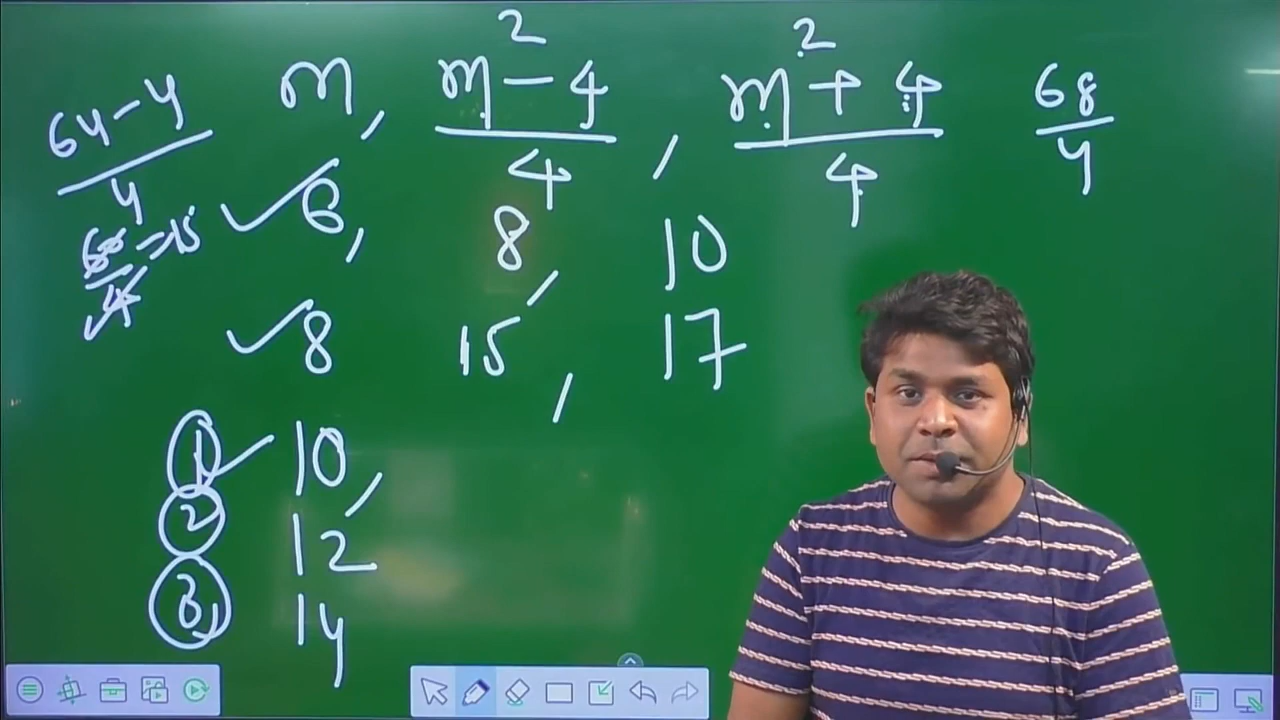 m, m²-4/4, m²+4/4
64-4/4
60/4=15
68/4
6, 8, 10
8 15, 17
1 10,
2 12
3 14